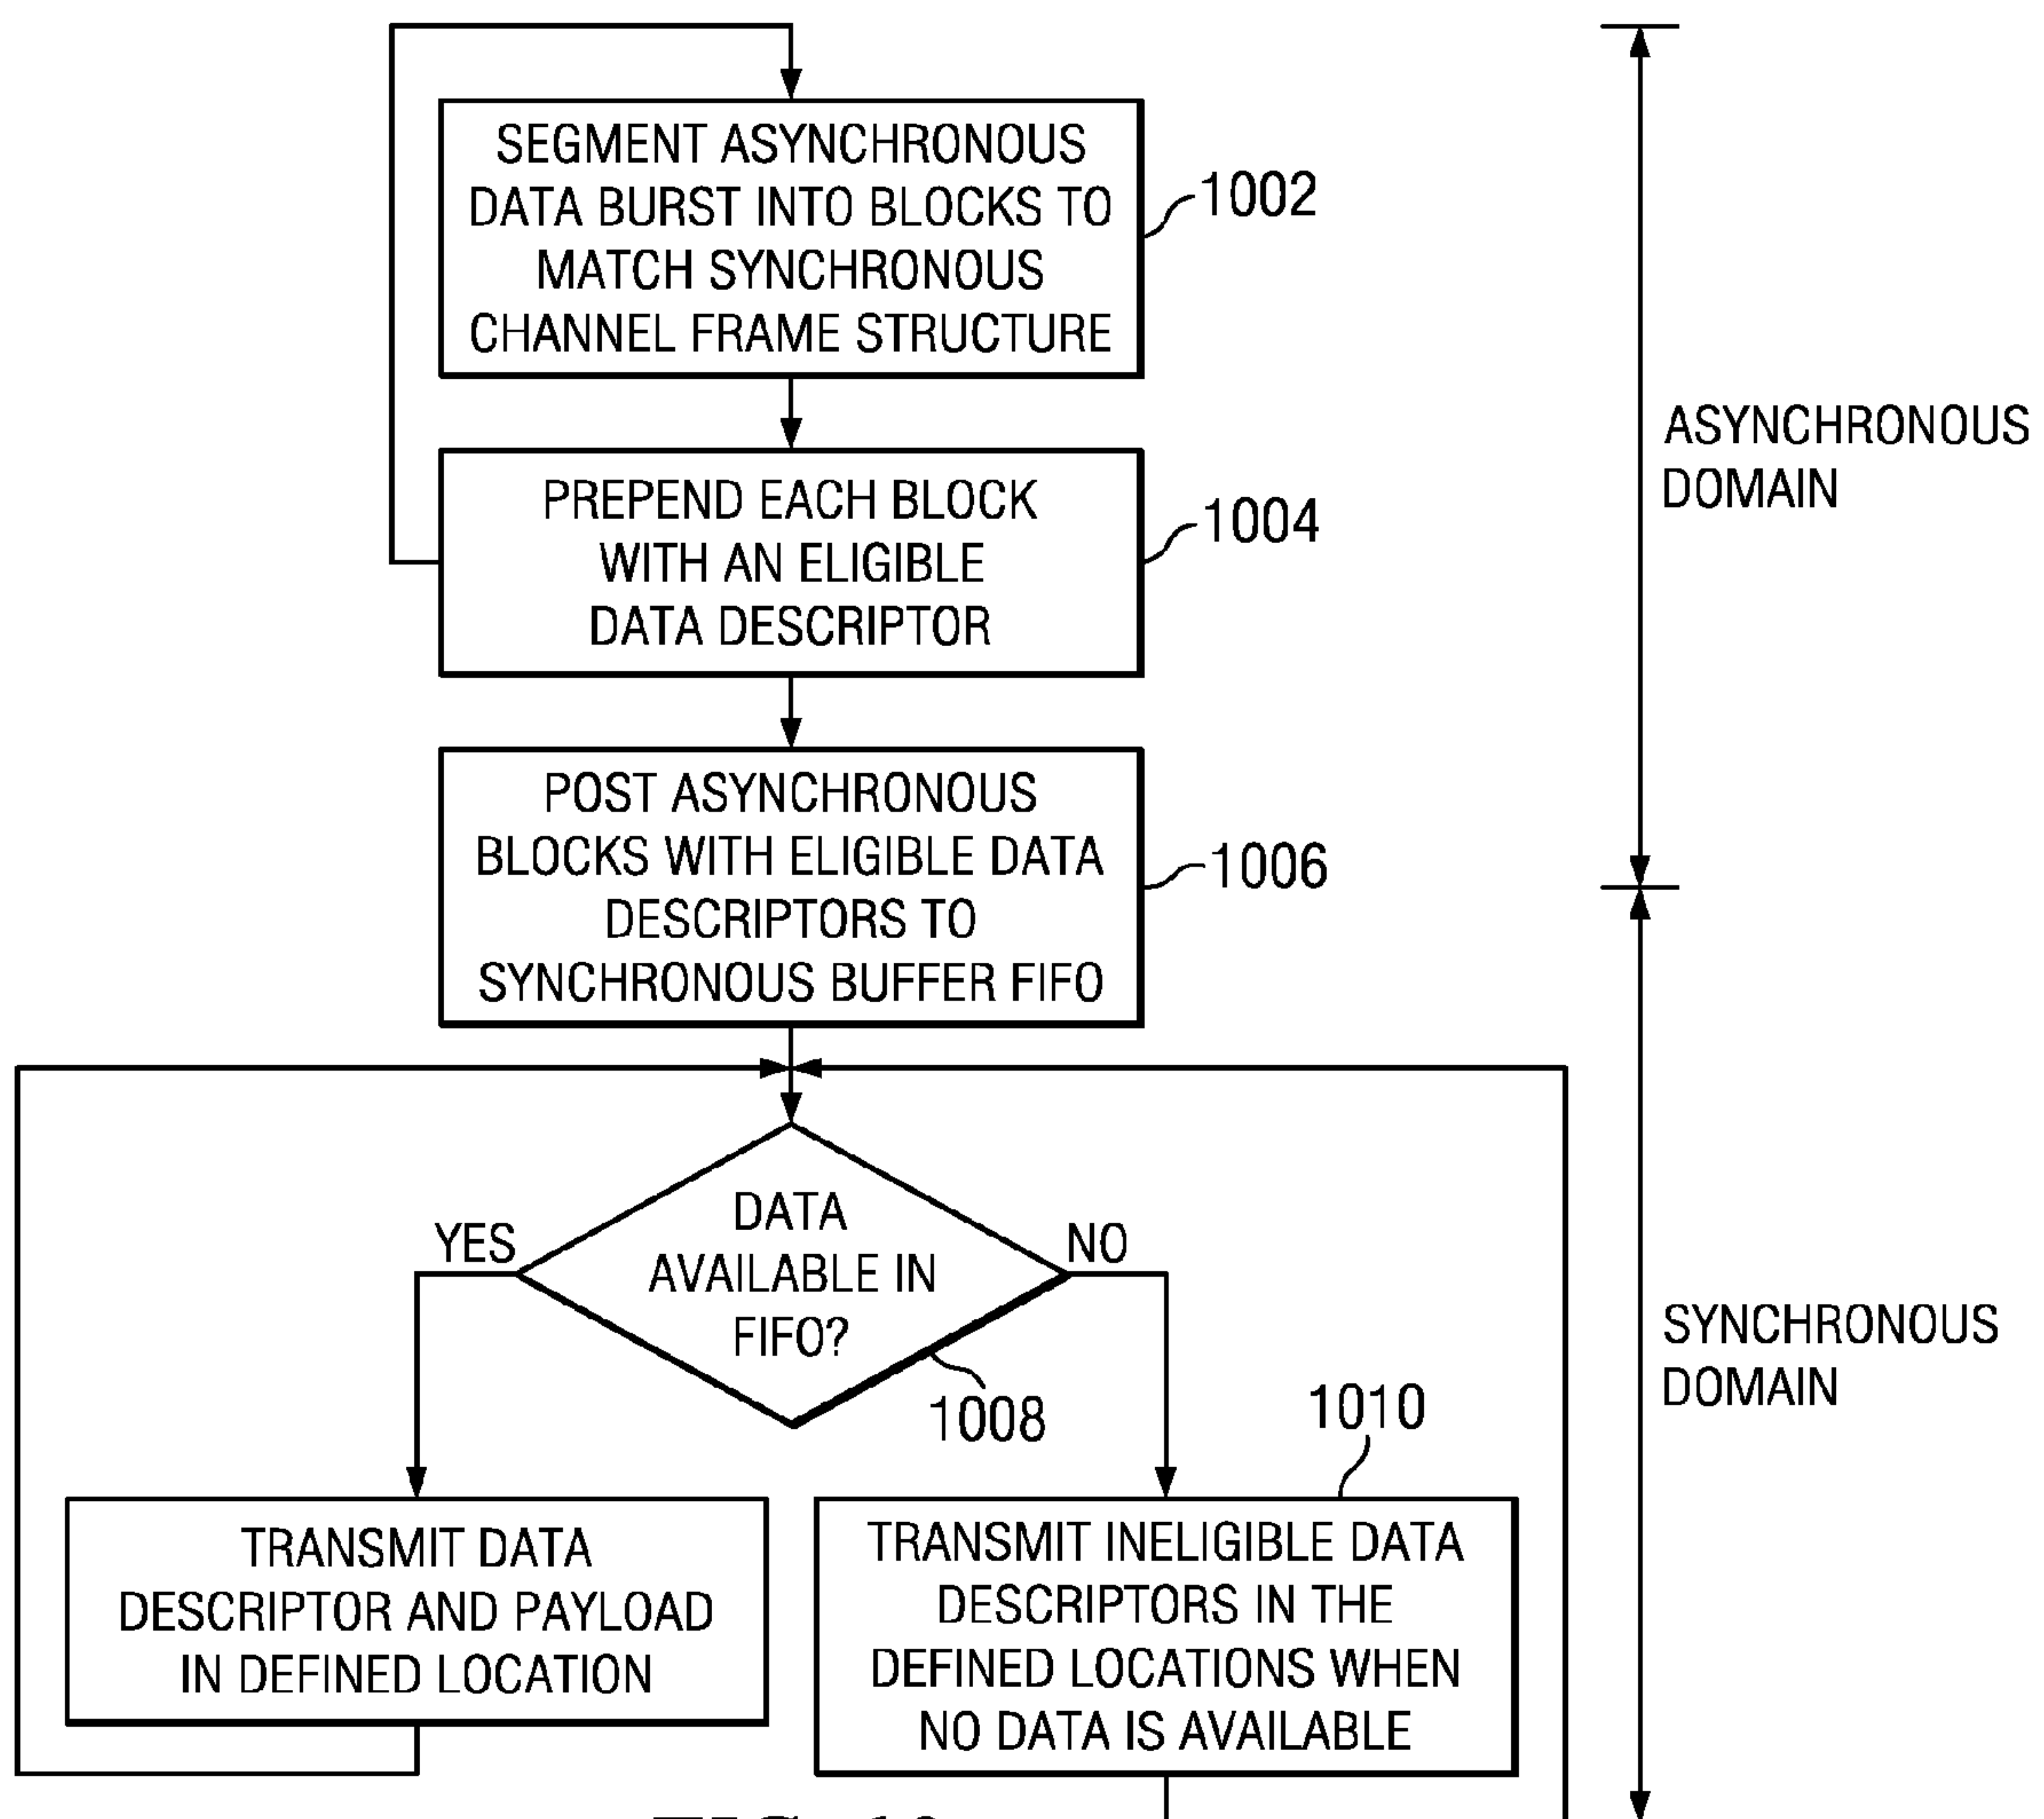 SEGMENT ASYNCHRONOUS
DATA BURST INTO BLOCKS TO
MATCH SYNCHRONOUS
CHANNEL FRAME STRUCTURE
1002
PREPEND EACH BLOCK
WITH AN ELIGIBLE
DATA DESCRIPTOR
1004
ASYNCHRONOUS
DOMAIN
POST ASYNCHRONOUS
BLOCKS WITH ELIGIBLE DATA
DESCRIPTORS TO
SYNCHRONOUS BUFFER FIFO
1006
YES
DATA
AVAILABLE IN
FIFO?
NO
1008
SYNCHRONOUS
DOMAIN
TRANSMIT DATA
DESCRIPTOR AND PAYLOAD
IN DEFINED LOCATION
1010
TRANSMIT INELIGIBLE DATA
DESCRIPTORS IN THE
DEFINED LOCATIONS WHEN
NO DATA IS AVAILABLE